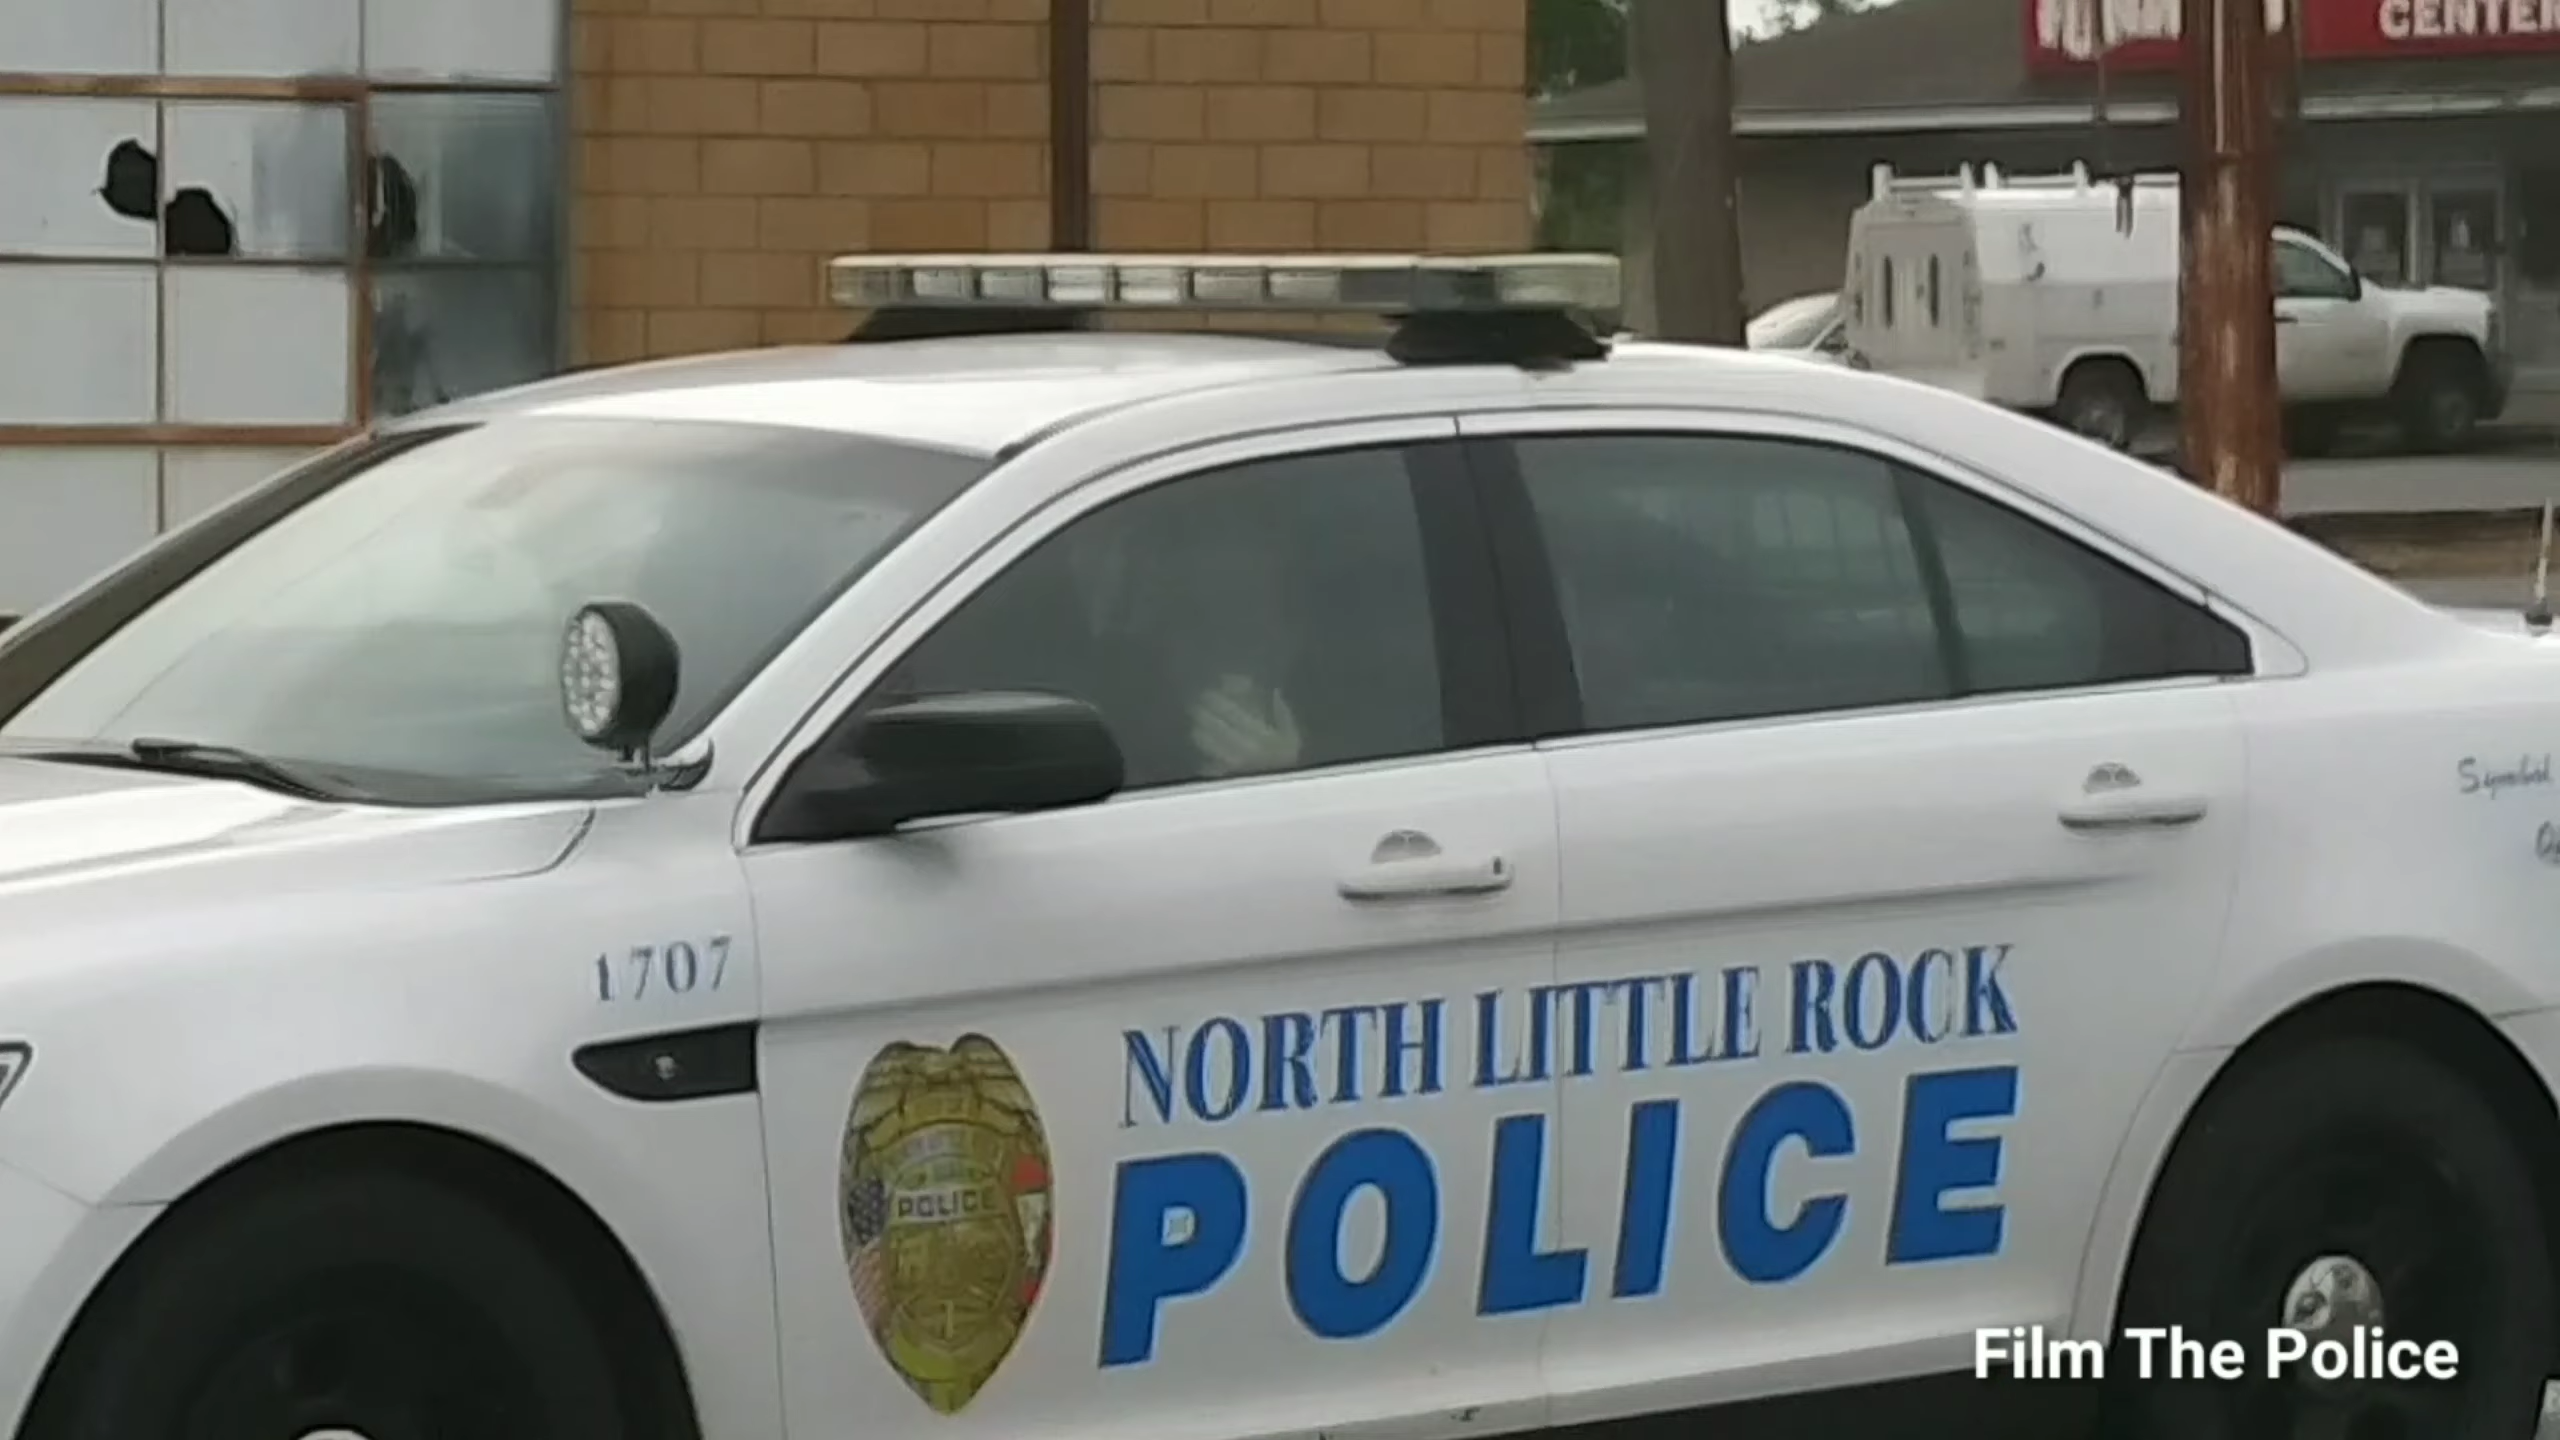 CENTER
1707
NORTH LITTLE ROCK
POLICE
POLICE
Film The Police